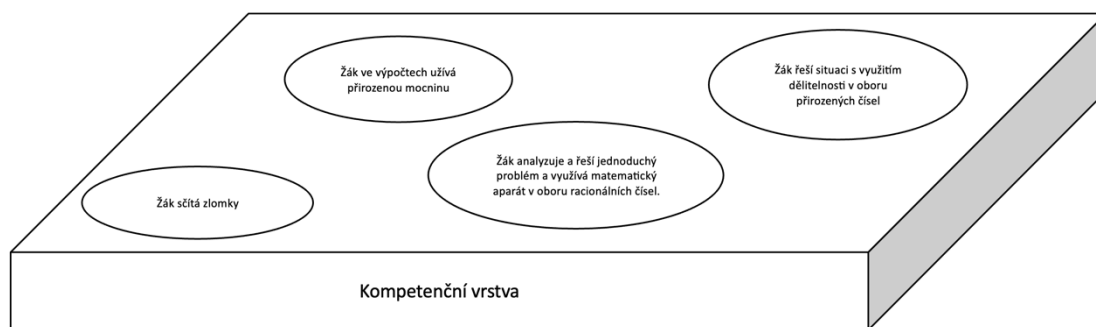 Žák ve výpočtech užívá
přirozenou mocninu
Žák řeší situaci s využitím
dělitelnosti v oboru
přirozených čísel
Žák analyzuje a řeší jednoduchý
problém a využívá matematický
aparát v oboru racionálních čísel.
Žák sčítá zlomky
Kompetenční vrstva